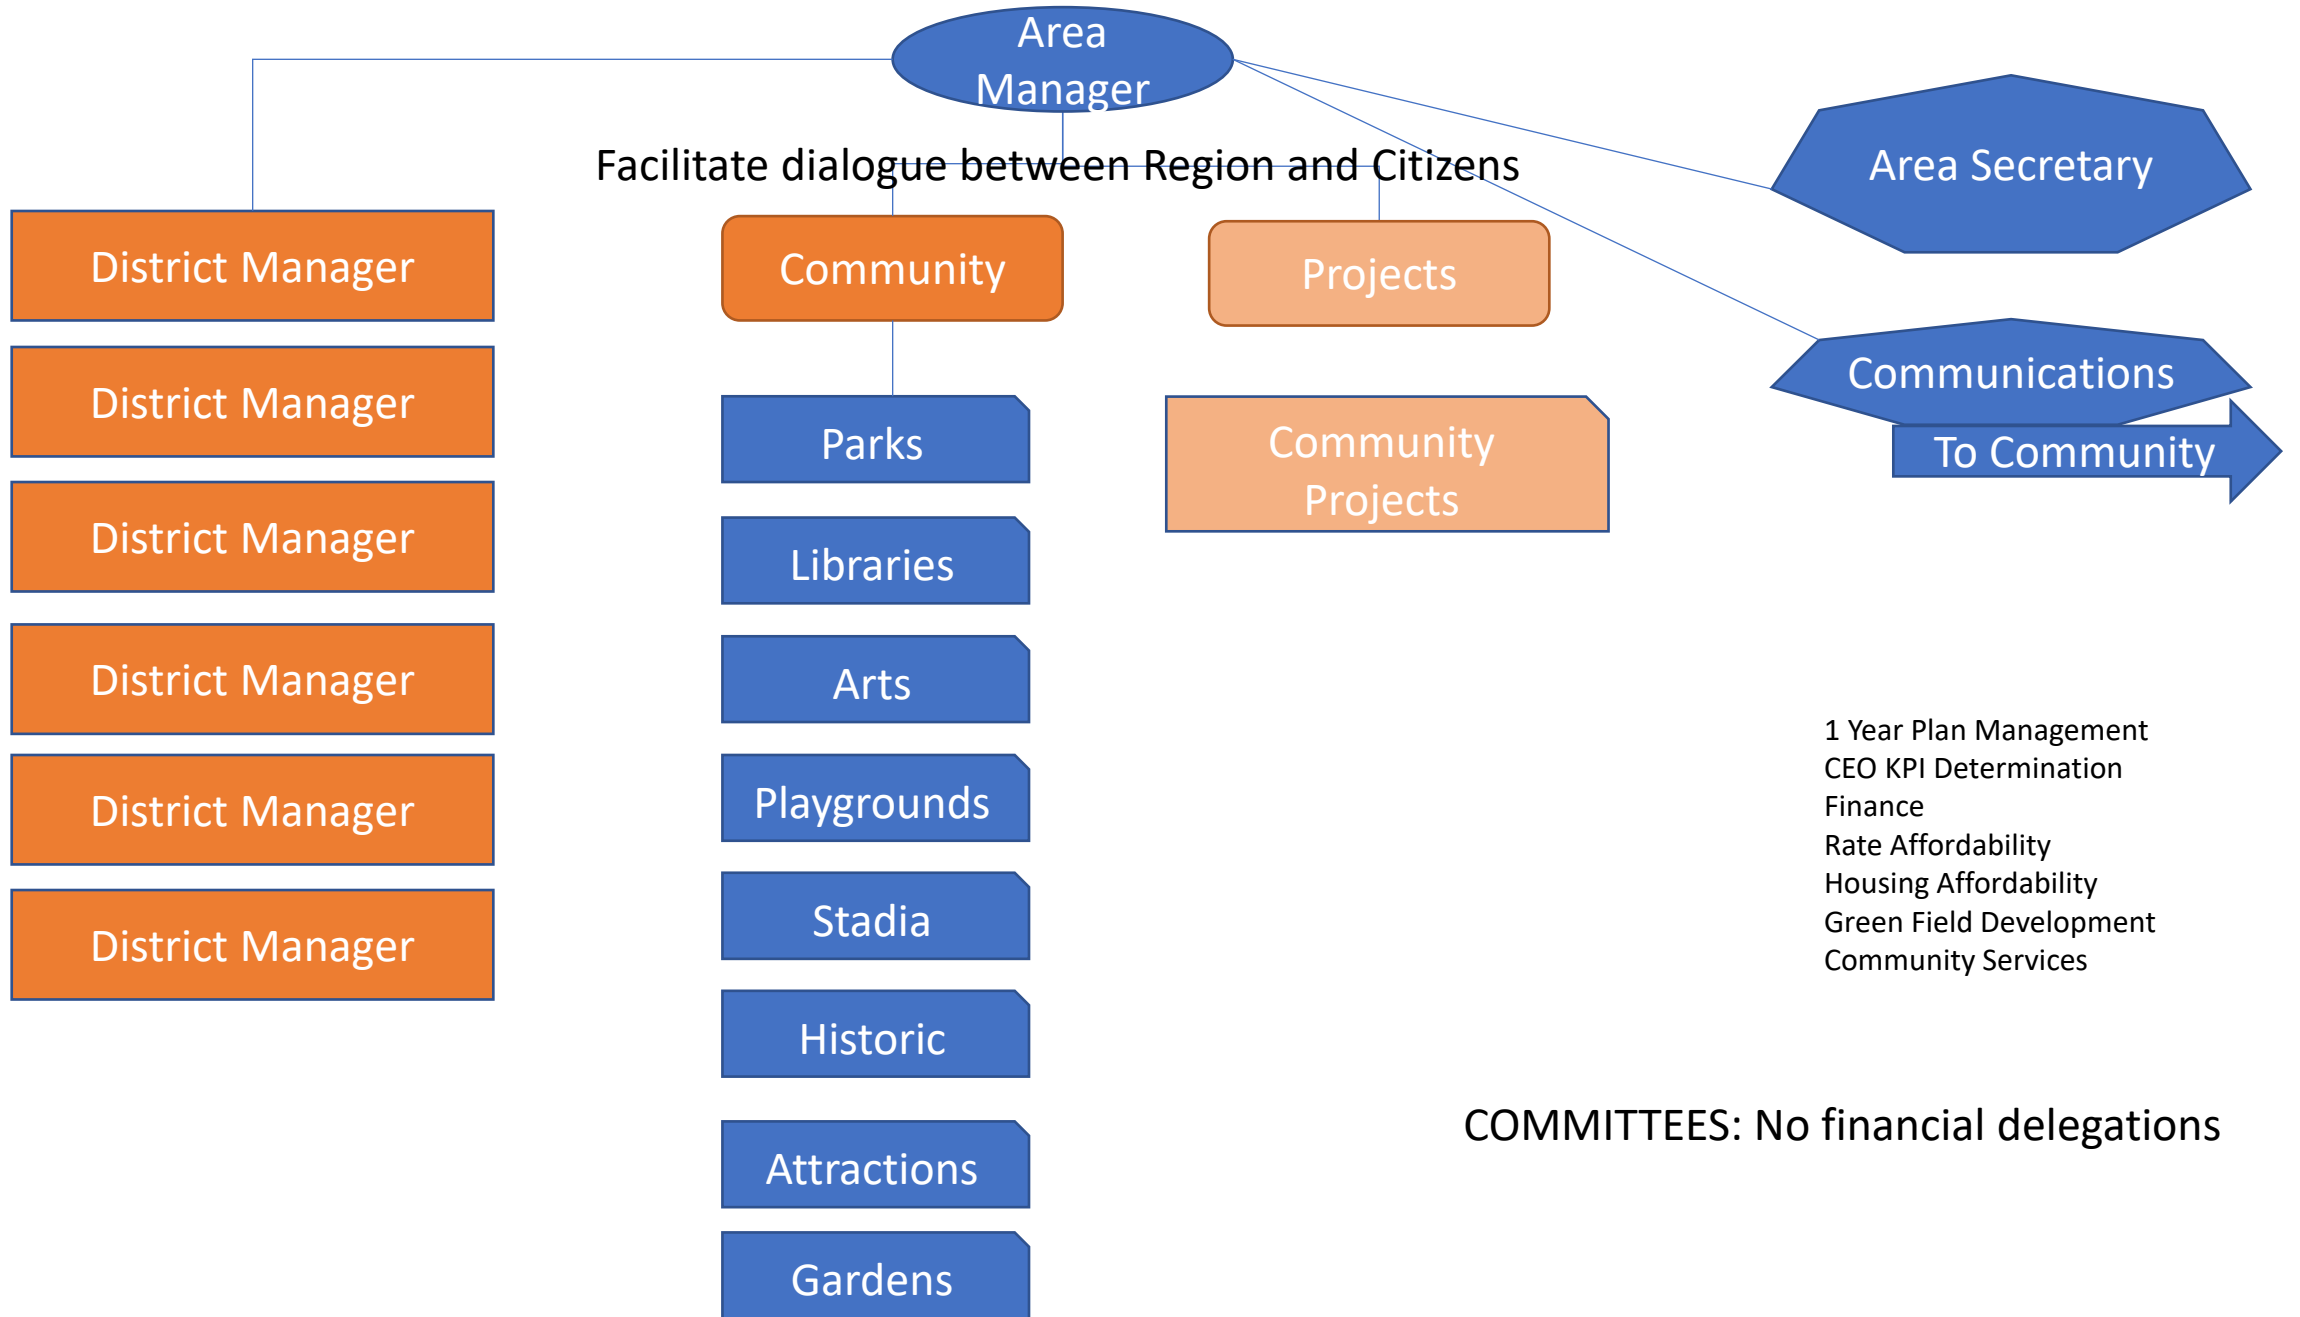 Area
Manager
Facilitate dialogue between Region and Citizens
Area Secretary
District Manager
District Manager
District Manager
District Manager
District Manager
District Manager
Community
Parks
Libraries
Arts
Playgrounds
Stadia
Historic
Attractions
Gardens
Projects
Community
Projects
Communications
To Community
1 Year Plan Management
CEO KPI Determination
Finance
Rate Affordability
Housing Affordability
Green Field Development
Community Services
COMMITTEES: No financial delegations